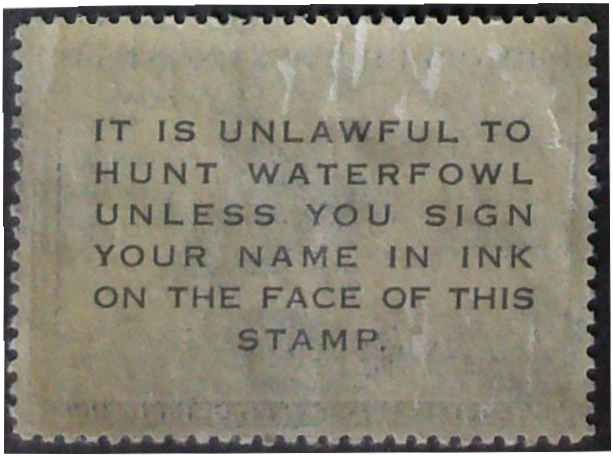 IT IS UNLAWFUL TO
HUNT WATERFOWL
UNLESS YOU SIGN
YOUR NAME IN INK
ON THE FACE OF THIS
STAMP.